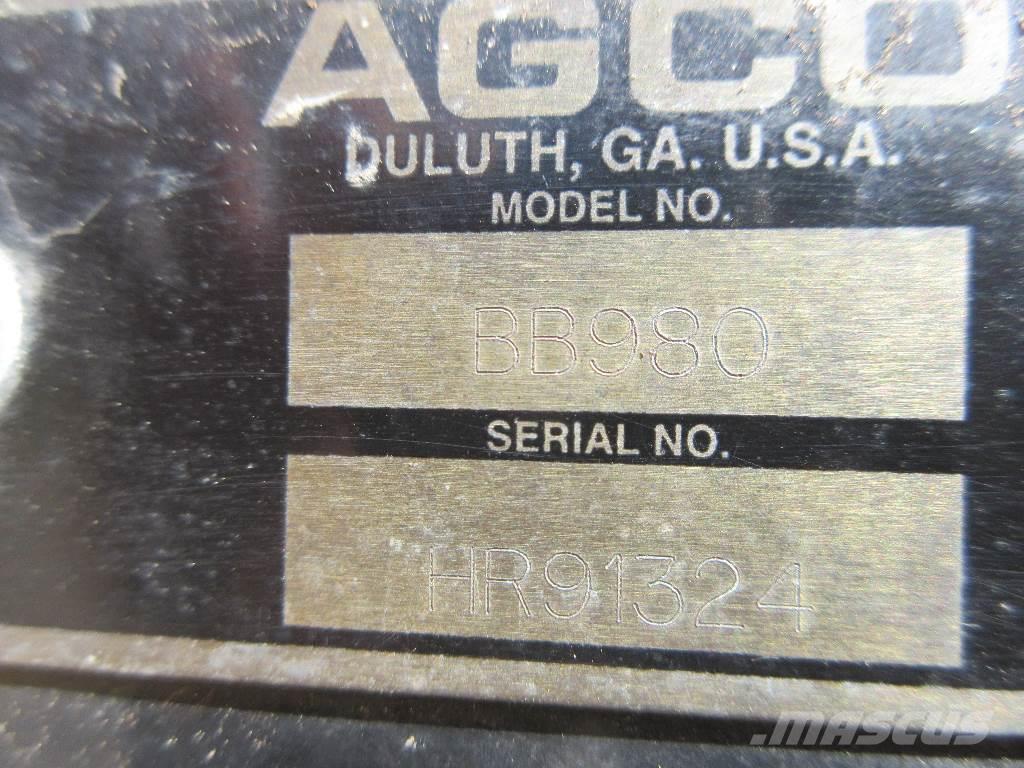 AGCO
DULUTH, GA. U.S.A.
MODEL NO.
BB980
SERIAL NO.
HR91324
mascus